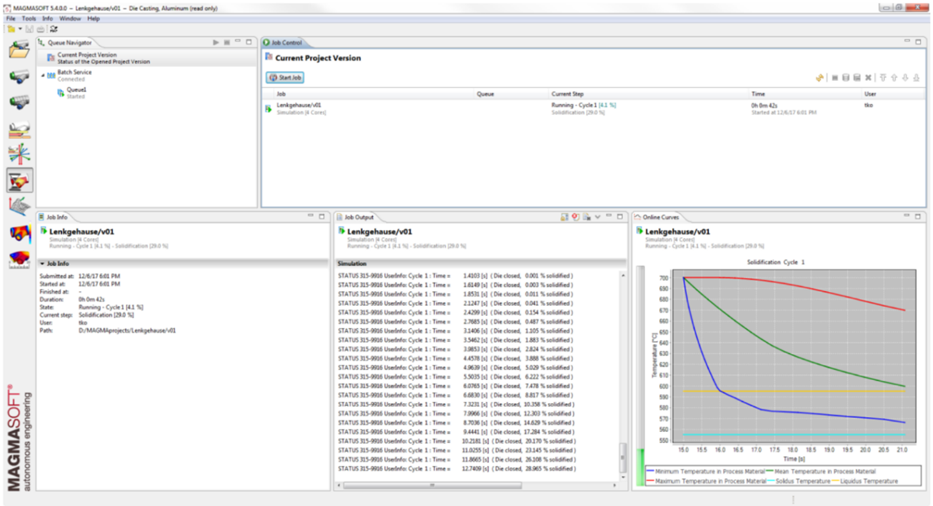 MAGMASOFT 5.4.0.0 - Lenkgehause/v01 - Die Casting, Aluminum (read only)
File Tools Info Window Help
Queue Navigator
Current Project Version
Status of the Opened Project Version
Batch Service
Connected
Queue1
Started
Job Control
Current Project Version
Start Job
Job Queue Current Step Time User
Lenkgehause/v01 Running - Cycle 1 [4.1 %] 0h 0m 42s tko
Simulation [4 Cores] Solidification [29.0 %] Started at 12/6/17 6:01 PM
Job Info
Lenkgehause/v01
Simulation [4 Cores]
Running - Cycle 1 [4.1 %] - Solidification [29.0 %]
Job Info
Submitted at: 12/6/17 6:01 PM
Started at: 12/6/17 6:01 PM
Finished at: -
Duration: 0h 0m 42s
State: Running - Cycle 1 [4.1 %]
Current step: Solidification [29.0 %]
User: tko
Path: D:/MAGMAprojects/Lenkgehause/v01
Job Output
Lenkgehause/v01
Simulation [4 Cores]
Running - Cycle 1 [4.1 %] - Solidification [29.0 %]
Simulation
STATUS 315-9916 UserInfo: Cycle 1 : Time = 1.4103 [s] ( Die closed, 0.001 % solidified )
STATUS 315-9916 UserInfo: Cycle 1 : Time = 1.6149 [s] ( Die closed, 0.003 % solidified )
STATUS 315-9916 UserInfo: Cycle 1 : Time = 1.8531 [s] ( Die closed, 0.011 % solidified )
STATUS 315-9916 UserInfo: Cycle 1 : Time = 2.1247 [s] ( Die closed, 0.041 % solidified )
STATUS 315-9916 UserInfo: Cycle 1 : Time = 2.4299 [s] ( Die closed, 0.154 % solidified )
STATUS 315-9916 UserInfo: Cycle 1 : Time = 2.7685 [s] ( Die closed, 0.487 % solidified )
STATUS 315-9916 UserInfo: Cycle 1 : Time = 3.1406 [s] ( Die closed, 1.105 % solidified )
STATUS 315-9916 UserInfo: Cycle 1 : Time = 3.5462 [s] ( Die closed, 1.883 % solidified )
STATUS 315-9916 UserInfo: Cycle 1 : Time = 3.9853 [s] ( Die closed, 2.824 % solidified )
STATUS 315-9916 UserInfo: Cycle 1 : Time = 4.4578 [s] ( Die closed, 3.888 % solidified )
STATUS 315-9916 UserInfo: Cycle 1 : Time = 4.9639 [s] ( Die closed, 5.029 % solidified )
STATUS 315-9916 UserInfo: Cycle 1 : Time = 5.5035 [s] ( Die closed, 6.222 % solidified )
STATUS 315-9916 UserInfo: Cycle 1 : Time = 6.0765 [s] ( Die closed, 7.478 % solidified )
STATUS 315-9916 UserInfo: Cycle 1 : Time = 6.6830 [s] ( Die closed, 8.817 % solidified )
STATUS 315-9916 UserInfo: Cycle 1 : Time = 7.3231 [s] ( Die closed, 10.358 % solidified )
STATUS 315-9916 UserInfo: Cycle 1 : Time = 7.9966 [s] ( Die closed, 12.303 % solidified )
STATUS 315-9916 UserInfo: Cycle 1 : Time = 8.7036 [s] ( Die closed, 14.629 % solidified )
STATUS 315-9916 UserInfo: Cycle 1 : Time = 9.4441 [s] ( Die closed, 17.284 % solidified )
STATUS 315-9916 UserInfo: Cycle 1 : Time = 10.2181 [s] ( Die closed, 20.170 % solidified )
STATUS 315-9916 UserInfo: Cycle 1 : Time = 11.0255 [s] ( Die closed, 23.145 % solidified )
STATUS 315-9916 UserInfo: Cycle 1 : Time = 11.8665 [s] ( Die closed, 26.108 % solidified )
STATUS 315-9916 UserInfo: Cycle 1 : Time = 12.7409 [s] ( Die closed, 28.965 % solidified )
Online Curves
Lenkgehause/v01
Simulation [4 Cores]
Running - Cycle 1 [4.1 %] - Solidification [29.0 %]
Solidification Cycle 1
Temperature [°C]
700
690
680
670
660
650
640
630
620
610
600
590
580
570
560
550
15.0 15.5 16.0 16.5 17.0 17.5 18.0 18.5 19.0 19.5 20.0 20.5 21.0
Time [s]
Minimum Temperature in Process Material Mean Temperature in Process Material
Maximum Temperature in Process Material Solidus Temperature Liquidus Temperature
MAGMASOFT®
autonomous engineering